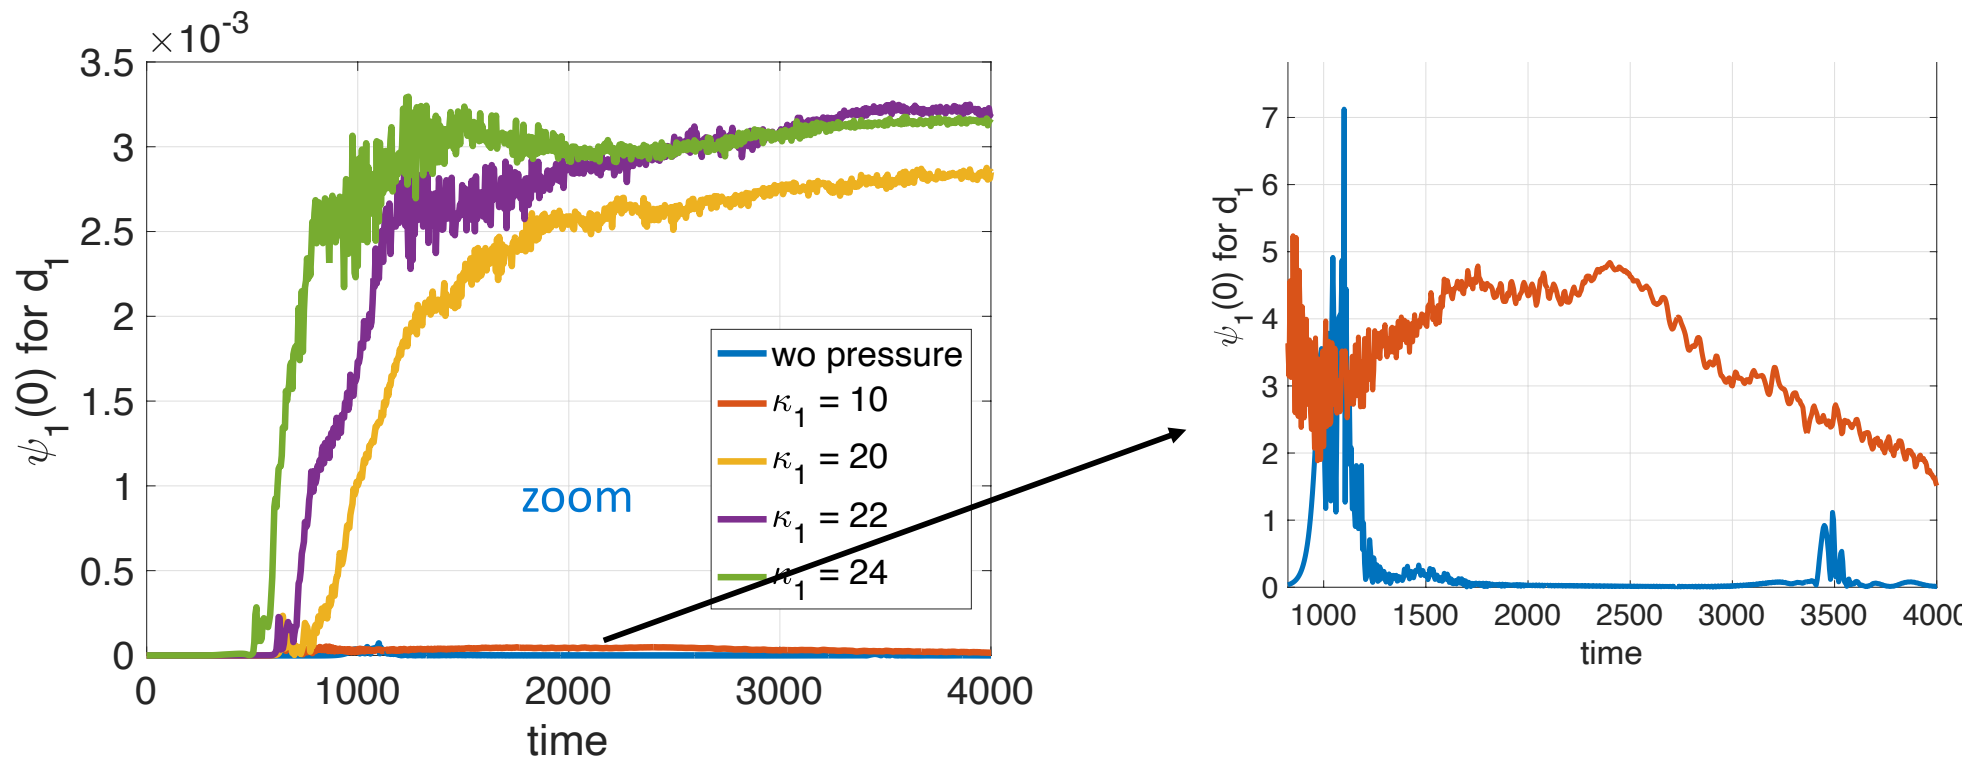 ×10⁻³
3.5
3
2.5
2
1.5
1
0.5
0
0 1000 2000 3000 4000
time
ψ₁(0) for d₁
wo pressure
κ₁ = 10
κ₁ = 20
κ₁ = 22
κ₁ = 24
zoom
7
6
5
4
3
2
1
0
1000 1500 2000 2500 3000 3500 4000
time
ψ₁(0) for d₁